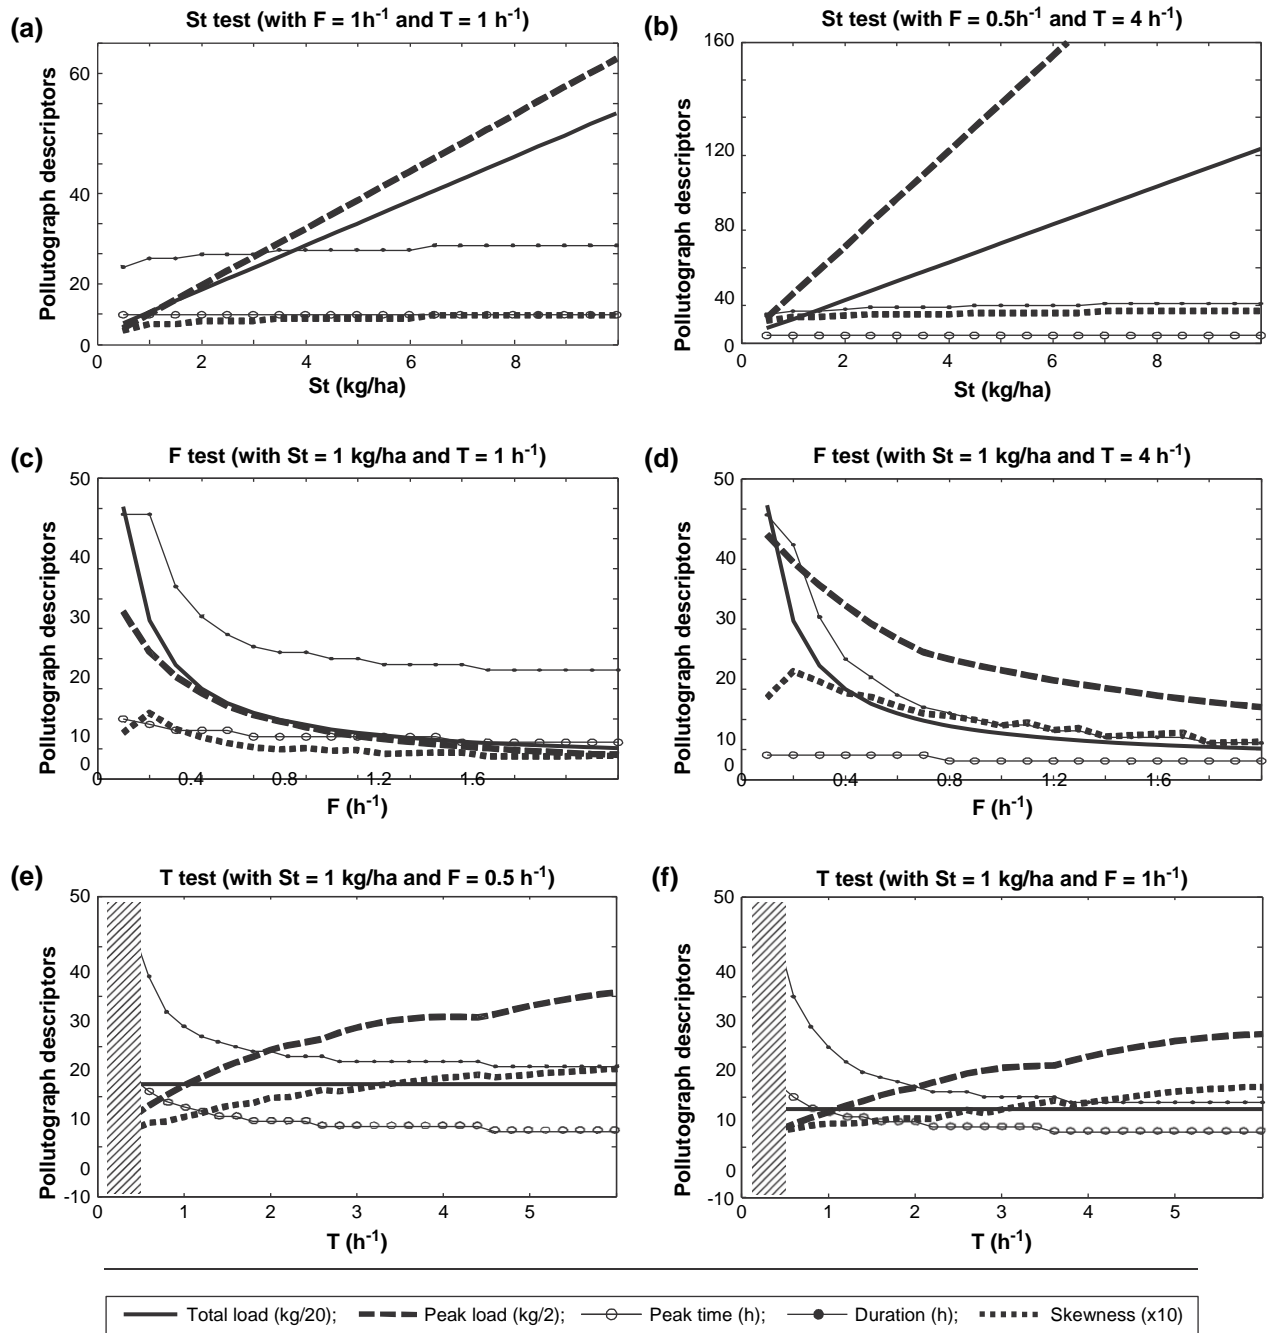 (a)
St test (with F = 1h-1 and T = 1 h-1)
Pollutograph descriptors
60
40
20
0
0 2 4 6 8
St (kg/ha)
(b)
St test (with F = 0.5h-1 and T = 4 h-1)
Pollutograph descriptors
160
120
80
40
0
0 2 4 6 8
St (kg/ha)
(c)
F test (with St = 1 kg/ha and T = 1 h-1)
Pollutograph descriptors
50
40
30
20
10
0
0 0.4 0.8 1.2 1.6
F (h-1)
(d)
F test (with St = 1 kg/ha and T = 4 h-1)
Pollutograph descriptors
50
40
30
20
10
0
0 0.4 0.8 1.2 1.6
F (h-1)
(e)
T test (with St = 1 kg/ha and F = 0.5 h-1)
Pollutograph descriptors
50
40
30
20
10
0
-10
0 1 2 3 4 5
T (h-1)
(f)
T test (with St = 1 kg/ha and F = 1h-1)
Pollutograph descriptors
50
40
30
20
10
0
-10
0 1 2 3 4 5
T (h-1)
Total load (kg/20); Peak load (kg/2); Peak time (h); Duration (h); Skewness (x10)